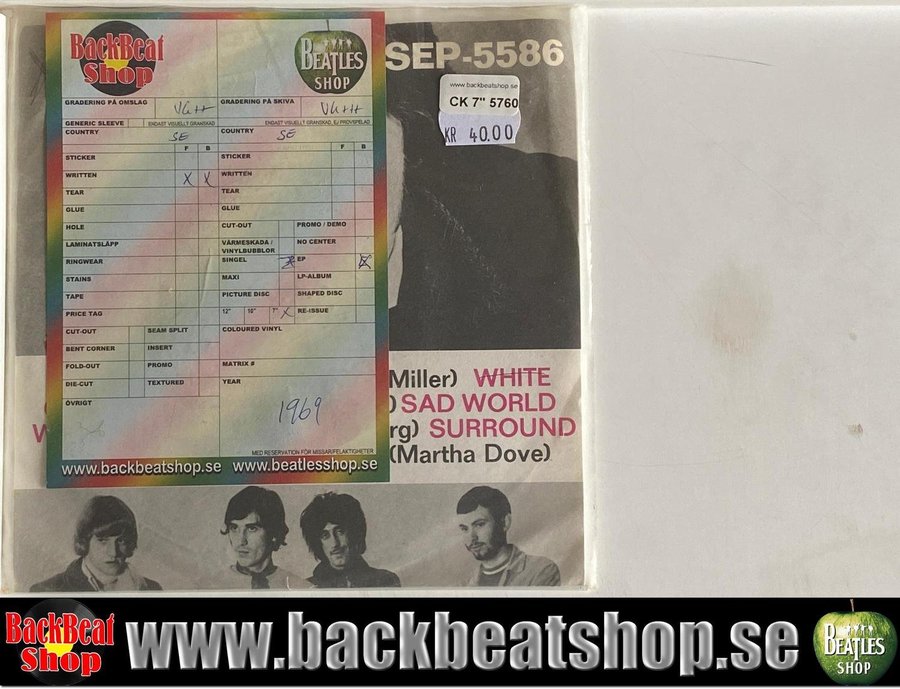 BackBeat
Shop
BEATLES
SHOP
GRADERING PÅ OMSLAG VG++
GRADERING PÅ SKIVA VG++
GENERIC SLEEVE ENDAST VISUELLT GRANSKAD
ENDAST VISUELLT GRANSKAD, EJ PROVSPELAD
COUNTRY SE
COUNTRY SE
F B
F B
STICKER
STICKER
WRITTEN X X
WRITTEN
TEAR
TEAR
GLUE
GLUE
HOLE
CUT-OUT PROMO / DEMO
LAMINATSLÄPP
VÄRMESKADA /
VINYLBUBBLOR
NO CENTER
RINGWEAR
SINGEL EP X
STAINS
MAXI LP-ALBUM
TAPE
PICTURE DISC SHAPED DISC
PRICE TAG
12" 10" 7" X RE-ISSUE
CUT-OUT SEAM SPLIT
COLOURED VINYL
BENT CORNER INSERT
FOLD-OUT PROMO
MATRIX #
DIE-CUT TEXTURED
YEAR
ÖVRIGT
1969
MED RESERVATION FÖR MISSAR/FELAKTIGHETER
www.backbeatshop.se www.beatlesshop.se
SEP-5586
www.backbeatshop.se
CK 7" 5760
KR 40.00
Miller) WHITE
) SAD WORLD
W
rg) SURROUND
(Martha Dove)
BackBeat
Shop
www.backbeatshop.se
BEATLES
SHOP